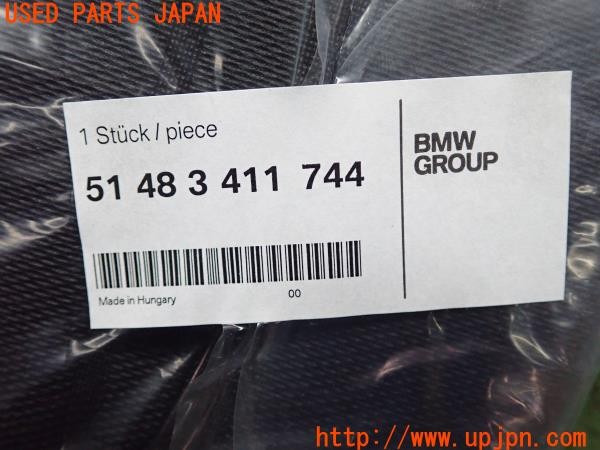 USED PARTS JAPAN
1 Stück / piece
51 48 3 411 744
BMW
GROUP
Made in Hungary
00
http://www.upjpn.com